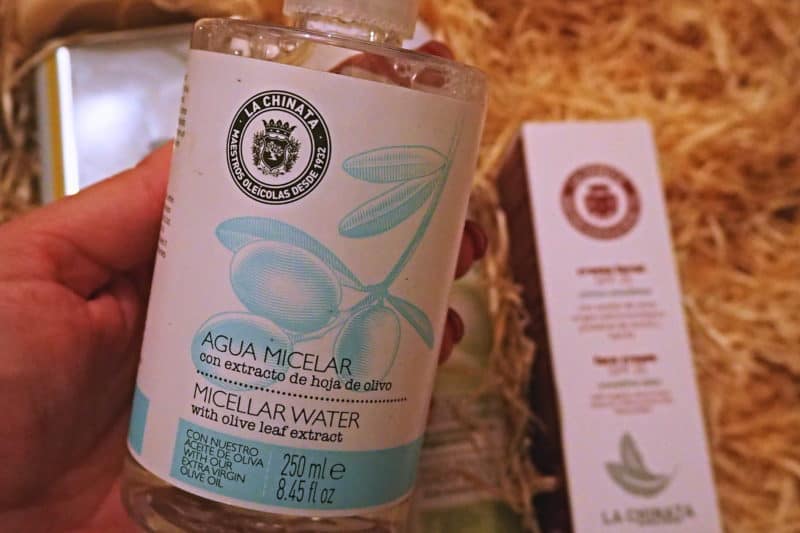 LA CHINATA
MAESTROS OLEÍCOLAS DESDE 1932
AGUA MICELAR
con extracto de hoja de olivo
MICELLAR WATER
with olive leaf extract
CON NUESTRO
ACEITE DE OLIVA
WITH OUR
EXTRA VIRGIN
OLIVE OIL
250 ml e
8.45 fl oz
LA CHINATA